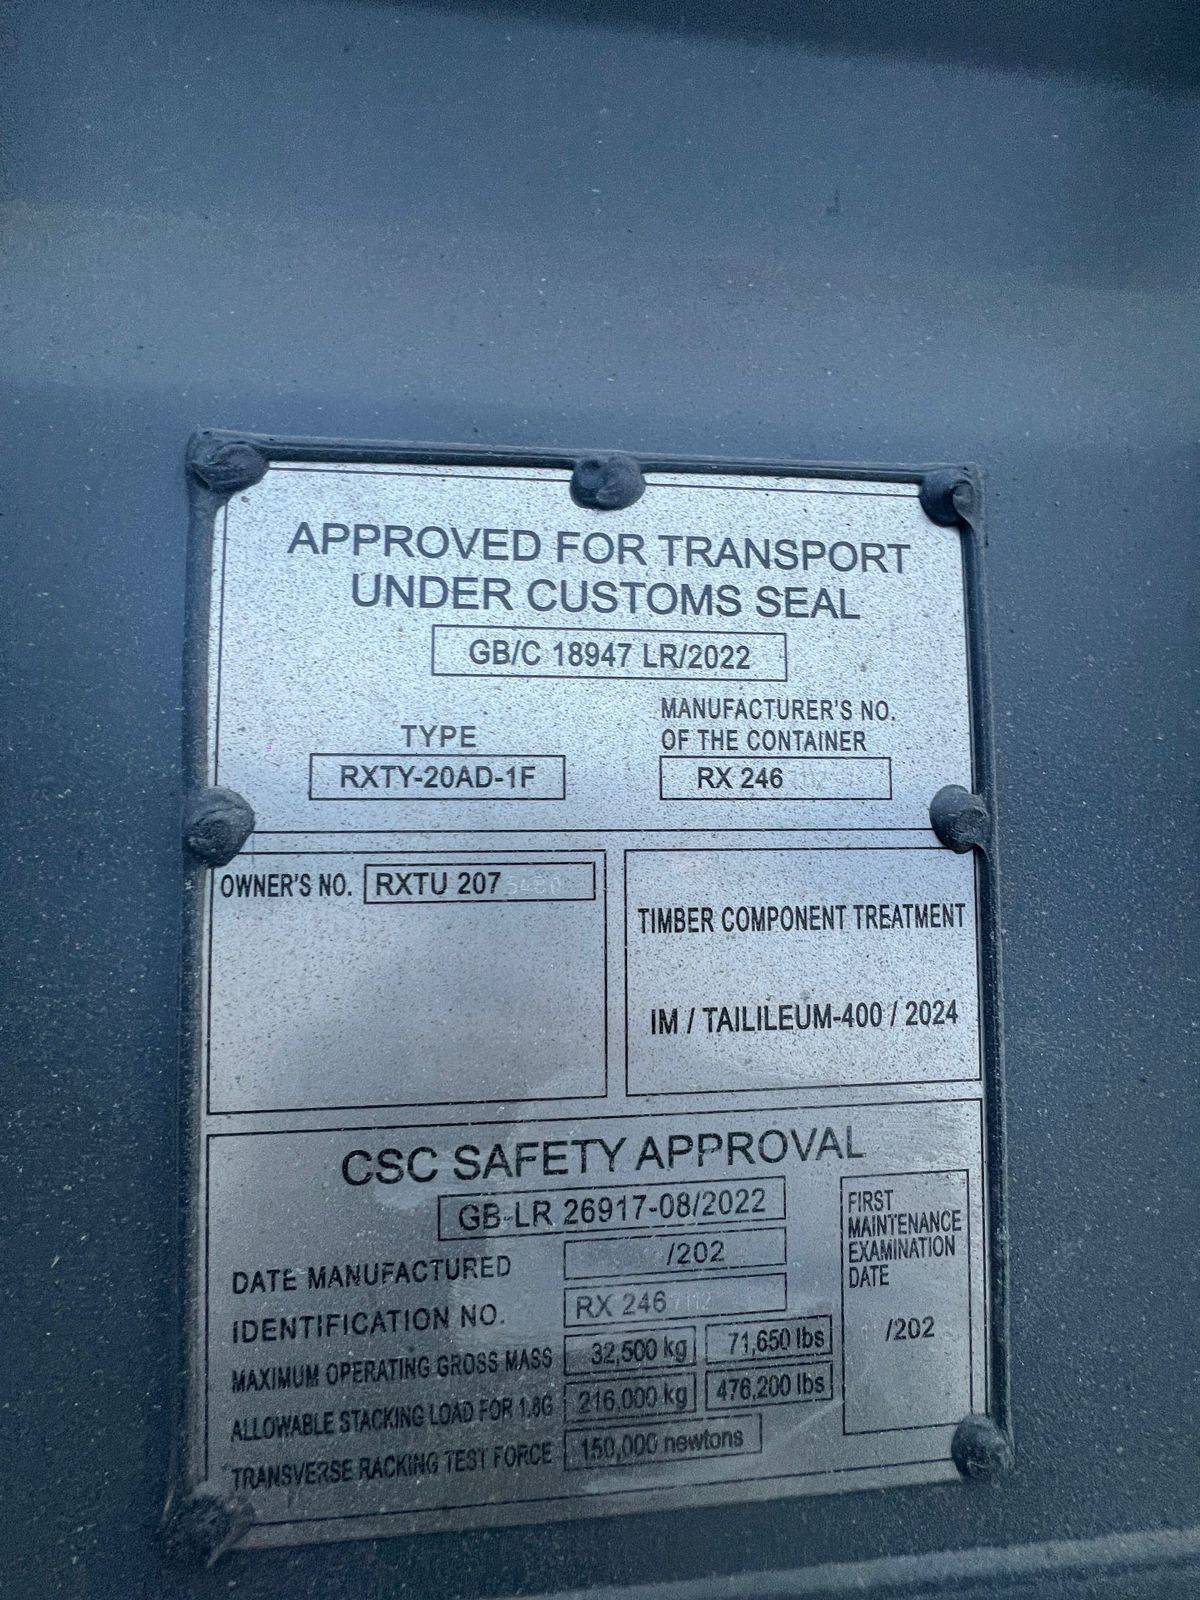 APPROVED FOR TRANSPORT
UNDER CUSTOMS SEAL
GB/C 18947 LR/2022
TYPE
RXTY-20AD-1F
MANUFACTURER'S NO.
OF THE CONTAINER
RX 246
OWNER'S NO. RXTU 207
TIMBER COMPONENT TREATMENT
IM / TAILILEUM-400 / 2024
CSC SAFETY APPROVAL
GB-LR 26917-08/2022
DATE MANUFACTURED /202
IDENTIFICATION NO. RX 246
MAXIMUM OPERATING GROSS MASS 32,500 kg 71,650 lbs
ALLOWABLE STACKING LOAD FOR 1.8G 216,000 kg 476,200 lbs
TRANSVERSE RACKING TEST FORCE 150,000 newtons
FIRST
MAINTENANCE
EXAMINATION
DATE
/202